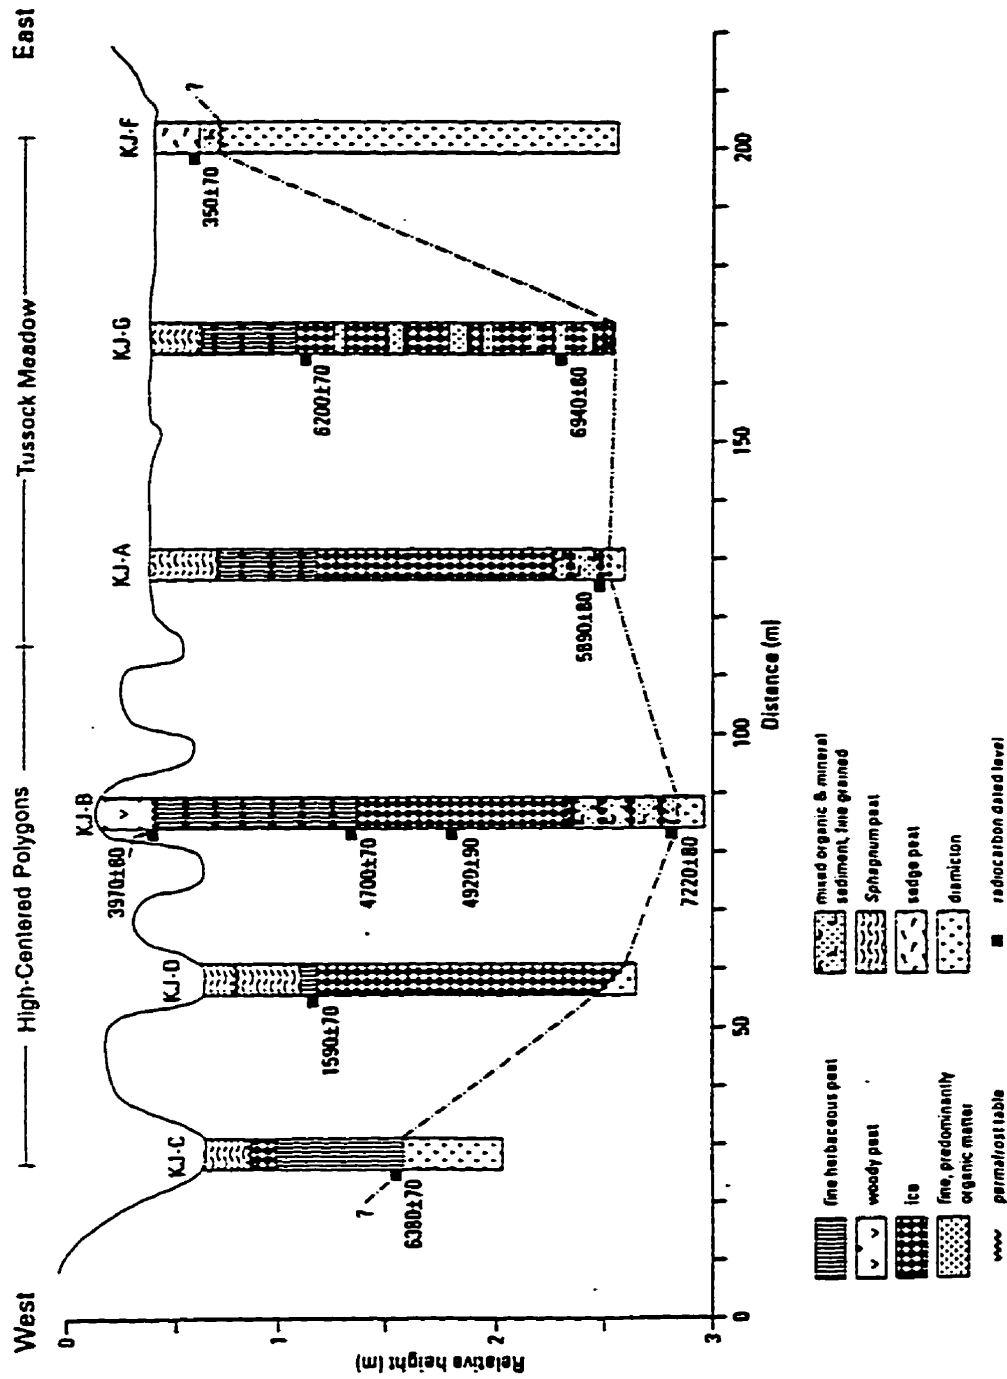 West
East
High-Centered Polygons
Tussock Meadow
KJ-C
KJ-D
KJ-B
KJ-A
KJ-G
KJ-F
?
6380±70
1590±70
3970±80
4700±70
4920±90
7220±80
5890±80
6200±70
6940±80
350±70
?
Relative height (m)
0
1
2
3
0
50
100
150
200
Distance (m)
fine herbaceous peat
woody peat
ice
fine, predominantly
organic matter
permafrost table
mixed organic & mineral
sediment, fine grained
Sphagnum peat
sedge peat
diamicton
radiocarbon dated level